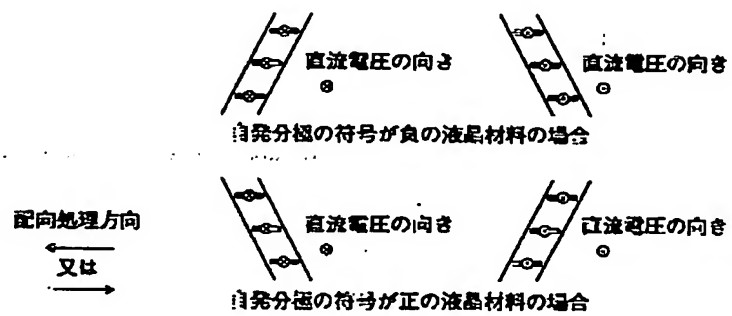 直流電圧の向き
⊗
直流電圧の向き
⊙
自発分極の符号が負の液晶材料の場合
配向処理方向
又は
直流電圧の向き
⊗
直流電圧の向き
⊙
自発分極の符号が正の液晶材料の場合